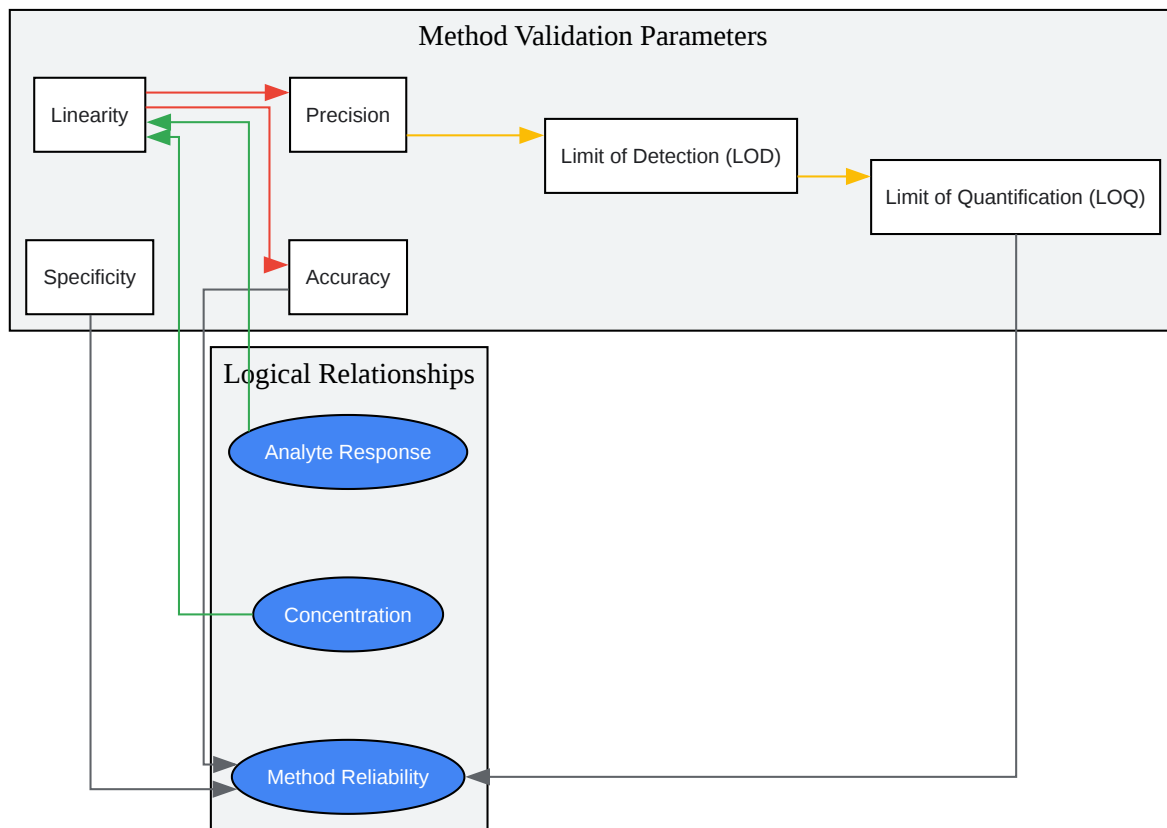 Method Validation Parameters
Linearity
Precision
Limit of Detection (LOD)
Limit of Quantification (LOQ)
Specificity
Accuracy
Logical Relationships
Analyte Response
Concentration
Method Reliability